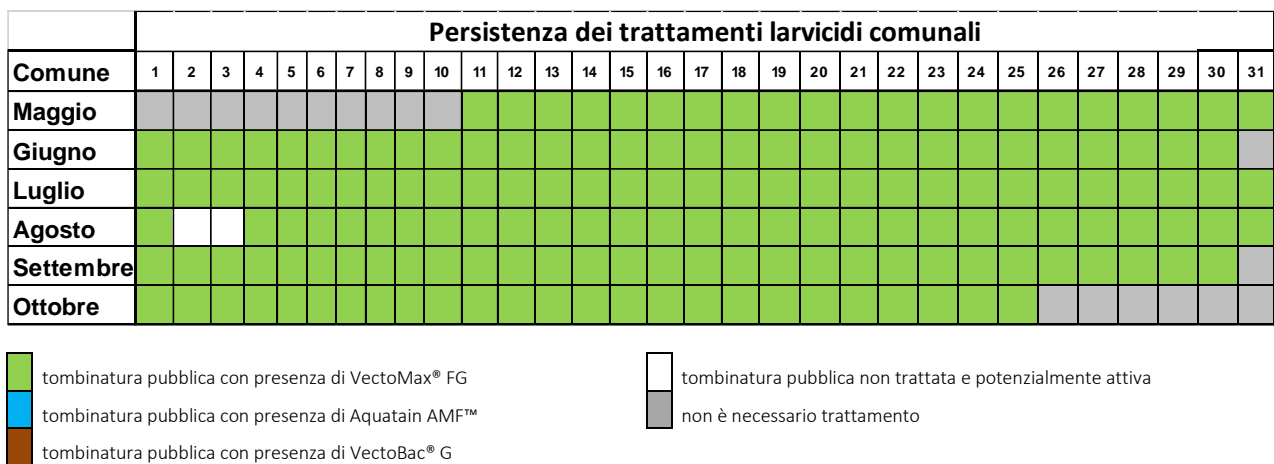 Persistenza dei trattamenti larvicidi comunali
Comune 1 2 3 4 5 6 7 8 9 10 11 12 13 14 15 16 17 18 19 20 21 22 23 24 25 26 27 28 29 30 31
Maggio
Giugno
Luglio
Agosto
Settembre
Ottobre
tombinatura pubblica con presenza di VectoMax® FG
tombinatura pubblica non trattata e potenzialmente attiva
tombinatura pubblica con presenza di Aquatain AMF™
non è necessario trattamento
tombinatura pubblica con presenza di VectoBac® G